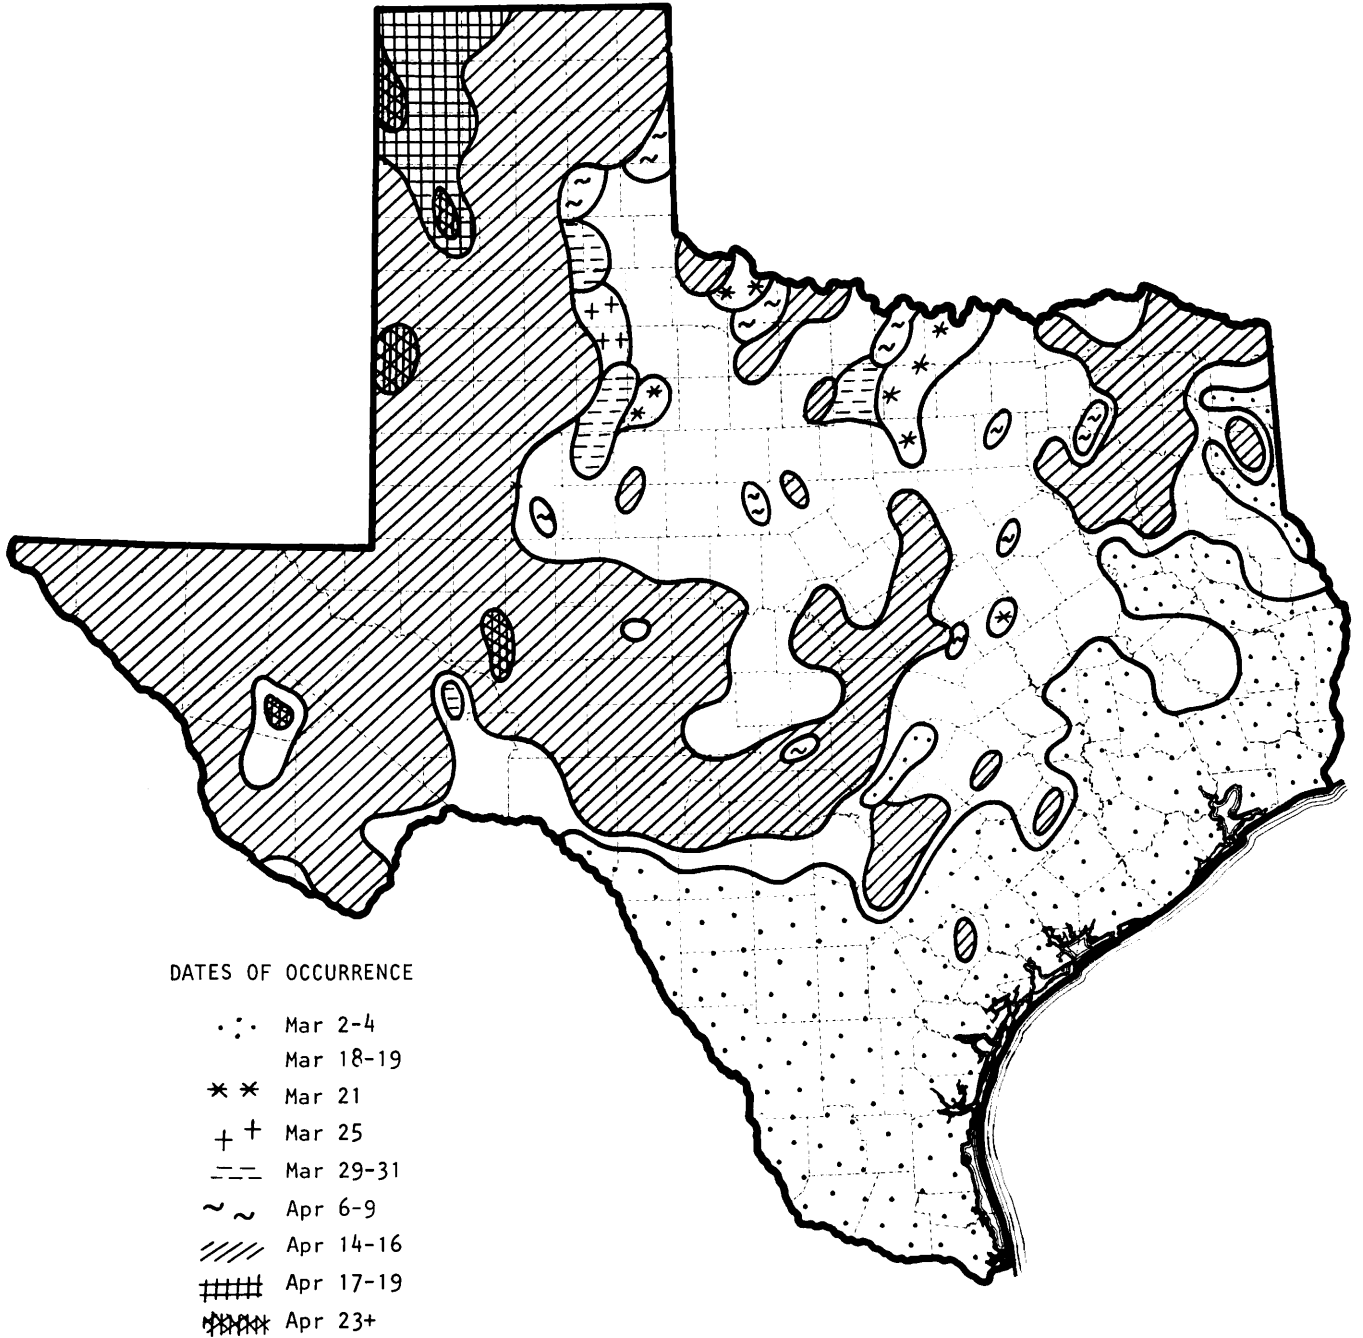 DATES OF OCCURRENCE
Mar 2-4
Mar 18-19
Mar 21
Mar 25
Mar 29-31
Apr 6-9
Apr 14-16
Apr 17-19
Apr 23+